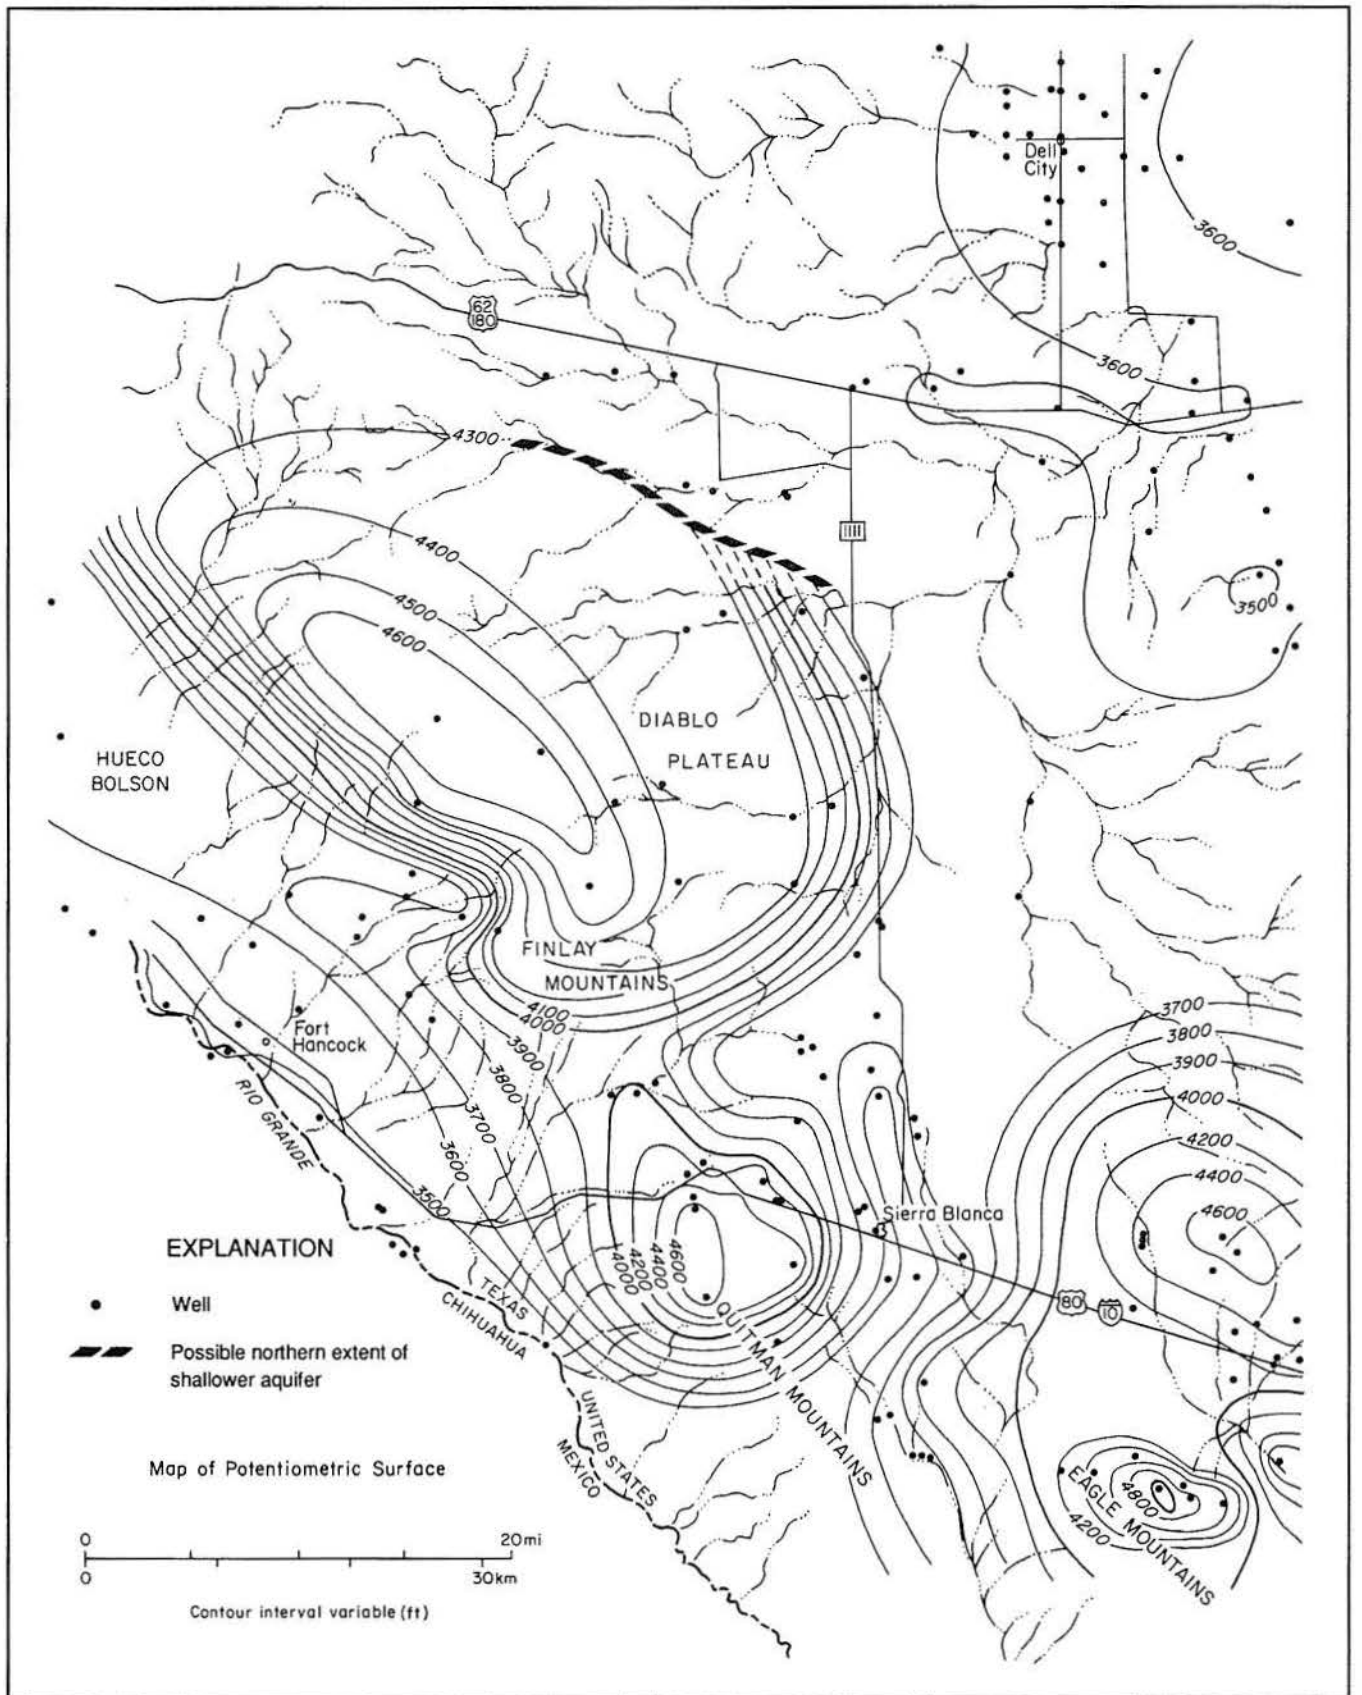 Dell
City
3600
62
180
3600
4300
4400
1111
4500
3500
4600
DIABLO
PLATEAU
HUECO
BOLSON
FINLAY
MOUNTAINS
4100
4000
3700
Fort
Hancock
3900
3800
3900
3800
4000
RIO GRANDE
3700
4200
3600
4400
3500
4600
Sierra Blanca
EXPLANATION
4600
4400
4200
4000
Well
TEXAS
CHIHUAHUA
80
10
QUITMAN MOUNTAINS
Possible northern extent of
shallower aquifer
UNITED STATES
MEXICO
Map of Potentiometric Surface
EAGLE MOUNTAINS
4800
4200
0 20mi
0 30km
Contour interval variable (ft)